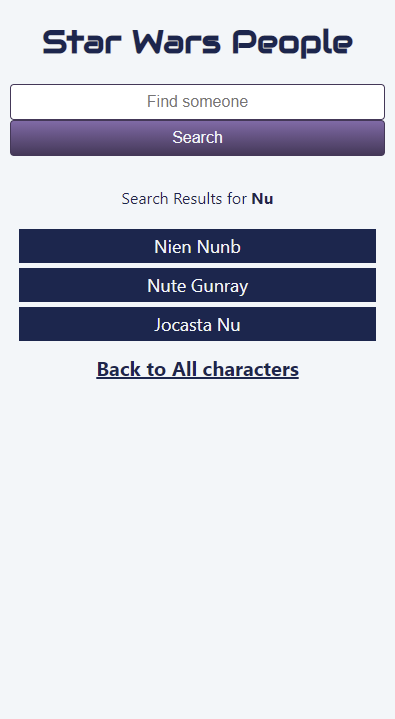 Star Wars People
Find someone
Search
Search Results for Nu
Nien Nunb
Nute Gunray
Jocasta Nu
Back to All characters